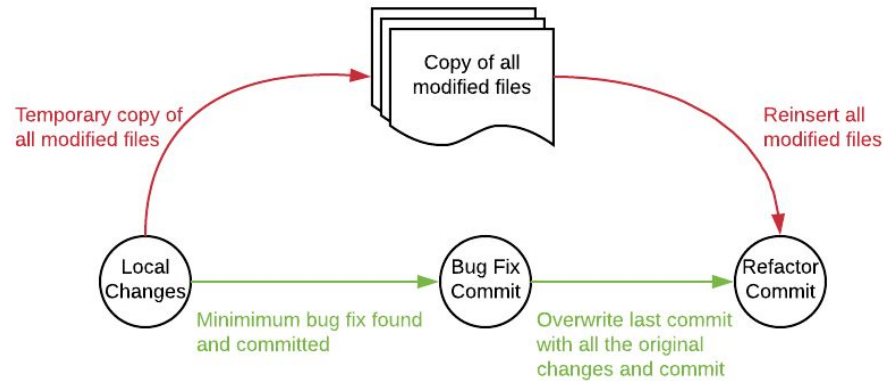 Copy of all
modified files
Temporary copy of
all modified files
Reinsert all
modified files
Local
Changes
Bug Fix
Commit
Refactor
Commit
Minimimum bug fix found
and committed
Overwrite last commit
with all the original
changes and commit